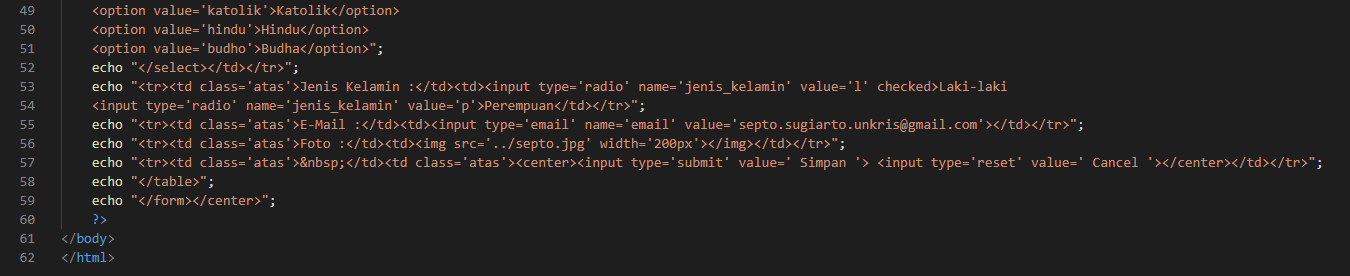 49 <option value='katolik'>Katolik</option>
50 <option value='hindu'>Hindu</option>
51 <option value='budho'>Budha</option>";
52 echo "</select></td></tr>";
53 echo "<tr><td class='atas'>Jenis Kelamin :</td><td><input type='radio' name='jenis_kelamin' value='l' checked>Laki-laki
54 <input type='radio' name='jenis_kelamin' value='p'>Perempuan</td></tr>";
55 echo "<tr><td class='atas'>E-Mail :</td><td><input type='email' name='email' value='septo.sugiarto.unkris@gmail.com'></td></tr>";
56 echo "<tr><td class='atas'>Foto :</td><td><img src='../septo.jpg' width='200px'></img></td></tr>";
57 echo "<tr><td class='atas'>&nbsp;</td><td class='atas'><center><input type='submit' value=' Simpan '> <input type='reset' value=' Cancel '></center></td></tr>";
58 echo "</table>";
59 echo "</form></center>";
60 ?>
61 </body>
62 </html>